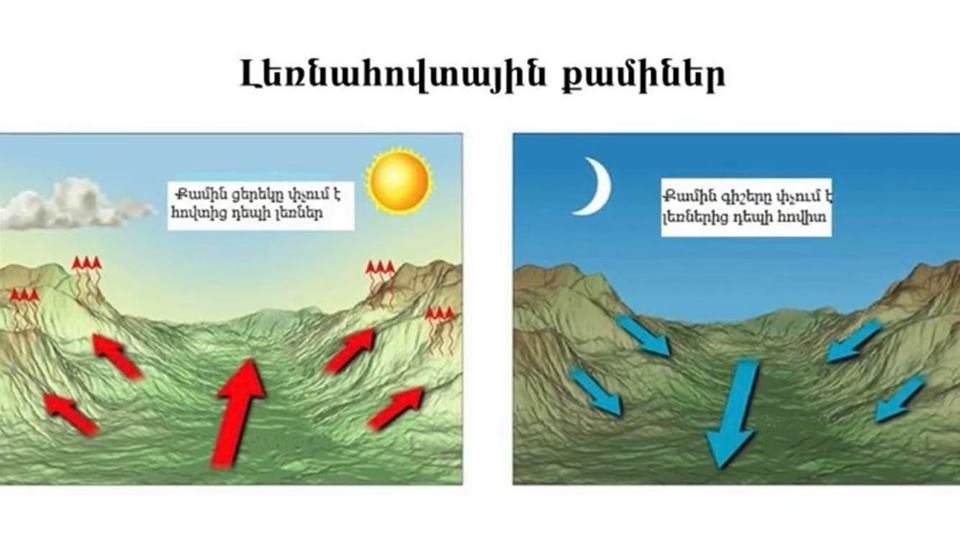 Լեռնահովտային քամիներ
Քամին ցերեկը փչում է
հովտից դեպի լեռներ
Քամին գիշերը փչում է
լեռներից դեպի հովիտ